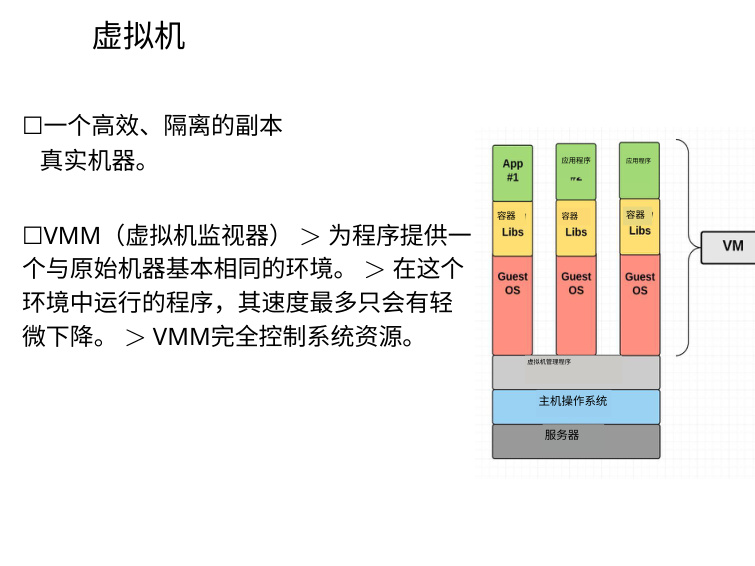 虚拟机
☐一个高效、隔离的副本
真实机器。
☐VMM（虚拟机监视器） ＞ 为程序提供一
个与原始机器基本相同的环境。 ＞ 在这个
环境中运行的程序，其速度最多只会有轻
微下降。 ＞ VMM完全控制系统资源。
App
#1
应用程序
应用程序
容器
Libs
容器
Libs
容器
Libs
Guest
OS
Guest
OS
Guest
OS
虚拟机管理程序
主机操作系统
服务器
VM